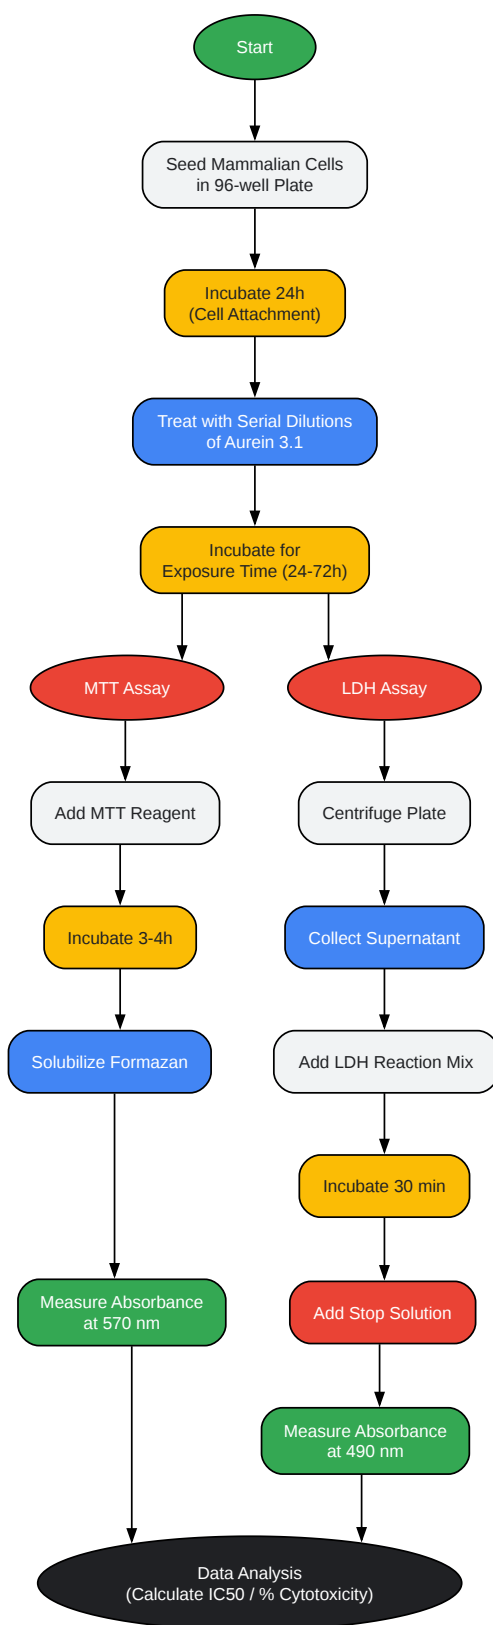 Start
Seed Mammalian Cells
in 96-well Plate
Incubate 24h
(Cell Attachment)
Treat with Serial Dilutions
of Aurein 3.1
Incubate for
Exposure Time (24-72h)
MTT Assay
LDH Assay
Add MTT Reagent
Centrifuge Plate
Incubate 3-4h
Collect Supernatant
Solubilize Formazan
Add LDH Reaction Mix
Incubate 30 min
Measure Absorbance
at 570 nm
Add Stop Solution
Measure Absorbance
at 490 nm
Data Analysis
(Calculate IC50 / % Cytotoxicity)